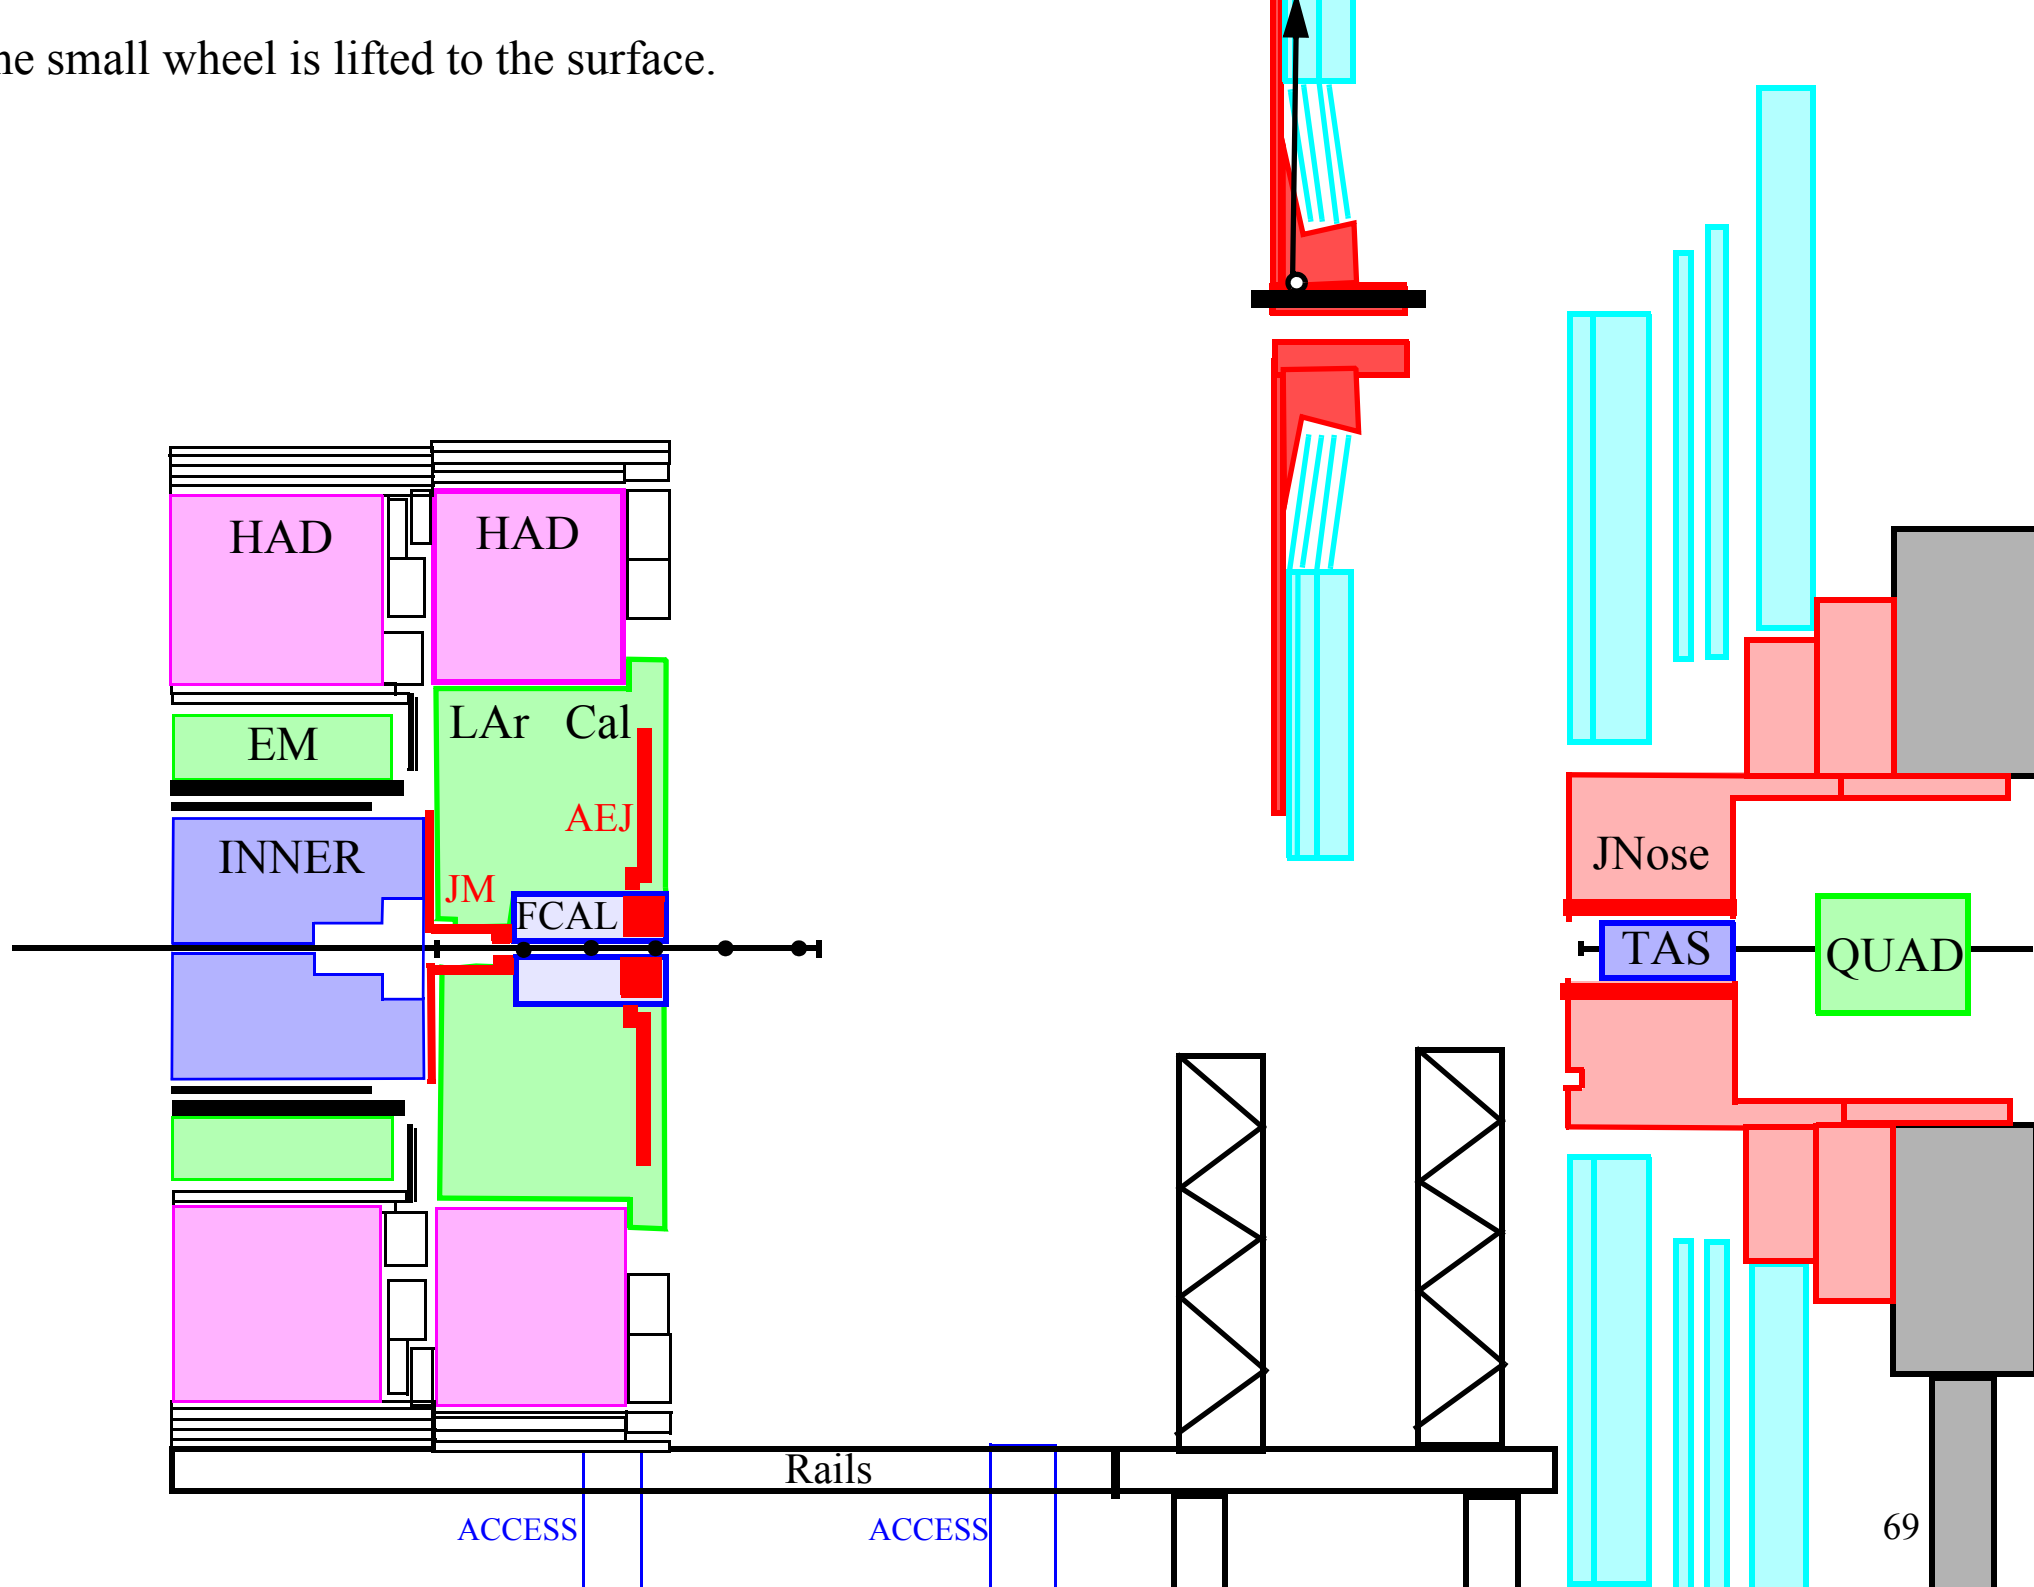 he small wheel is lifted to the surface.
HAD HAD
LAr Cal
EM
AEJ
INNER
JNose
JM
FCAL
TAS
QUAD
Rails
ACCESS ACCESS
69